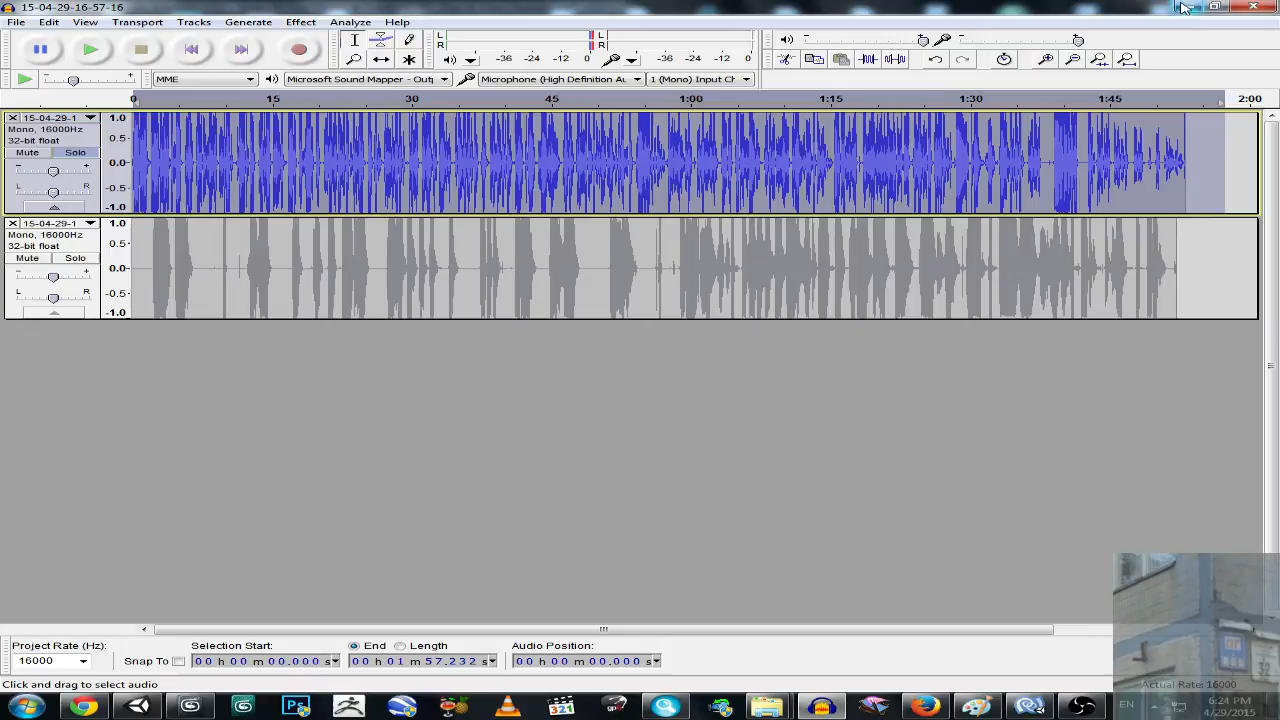 15-04-29-16-57-16
File Edit View Transport Tracks Generate Effect Analyze Help
L R -36 -24 -12 0
L R -36 -24 -12 0
MME Microsoft Sound Mapper - Outp Microphone (High Definition Au 1 (Mono) Input Ch
0 15 30 45 1:00 1:15 1:30 1:45 2:00
15-04-29-1
Mono, 16000Hz
32-bit float
Mute Solo
- +
L R
1.0
0.5
0.0
-0.5
-1.0
15-04-29-1
Mono, 16000Hz
32-bit float
Mute Solo
- +
L R
1.0
0.5
0.0
-0.5
-1.0
Project Rate (Hz): Selection Start: End Length Audio Position:
16000 Snap To 00 h 00 m 00.000 s 00 h 01 m 57.232 s 00 h 00 m 00.000 s
Click and drag to select audio
Actual Rate: 16000
Ps 321
EN 6:24 PM
4/29/2015
32